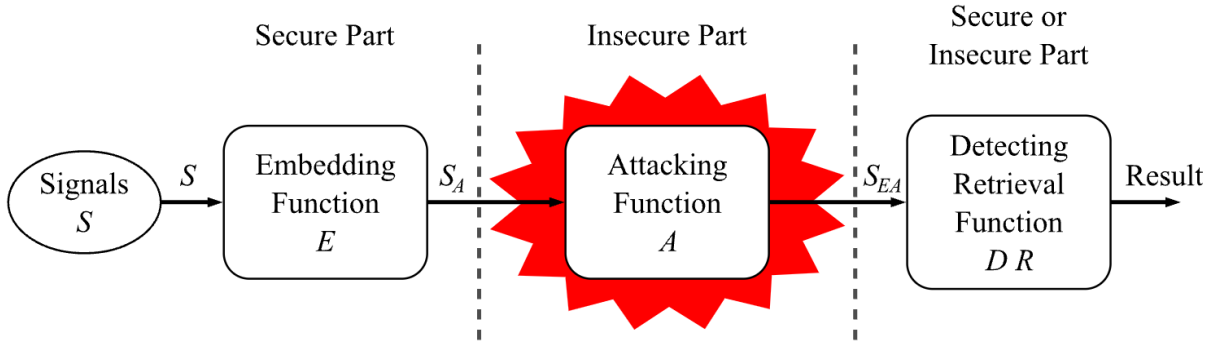 Secure Part
Insecure Part
Secure or
Insecure Part
Signals
S
S
Embedding
Function
E
S_A
Attacking
Function
A
S_EA
Detecting
Retrieval
Function
D R
Result